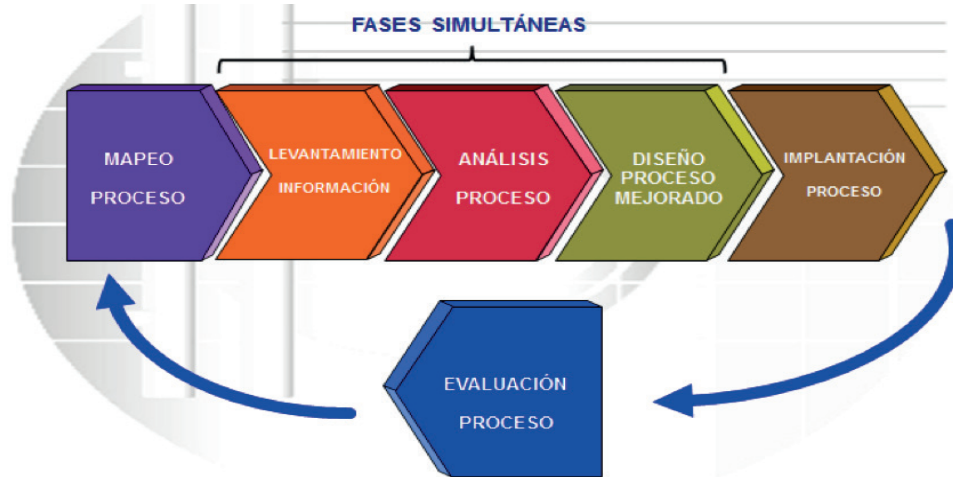 FASES SIMULTÁNEAS
MAPEO
PROCESO
LEVANTAMIENTO
INFORMACIÓN
ANÁLISIS
PROCESO
DISEÑO
PROCESO
MEJORADO
IMPLANTACIÓN
PROCESO
EVALUACIÓN
PROCESO